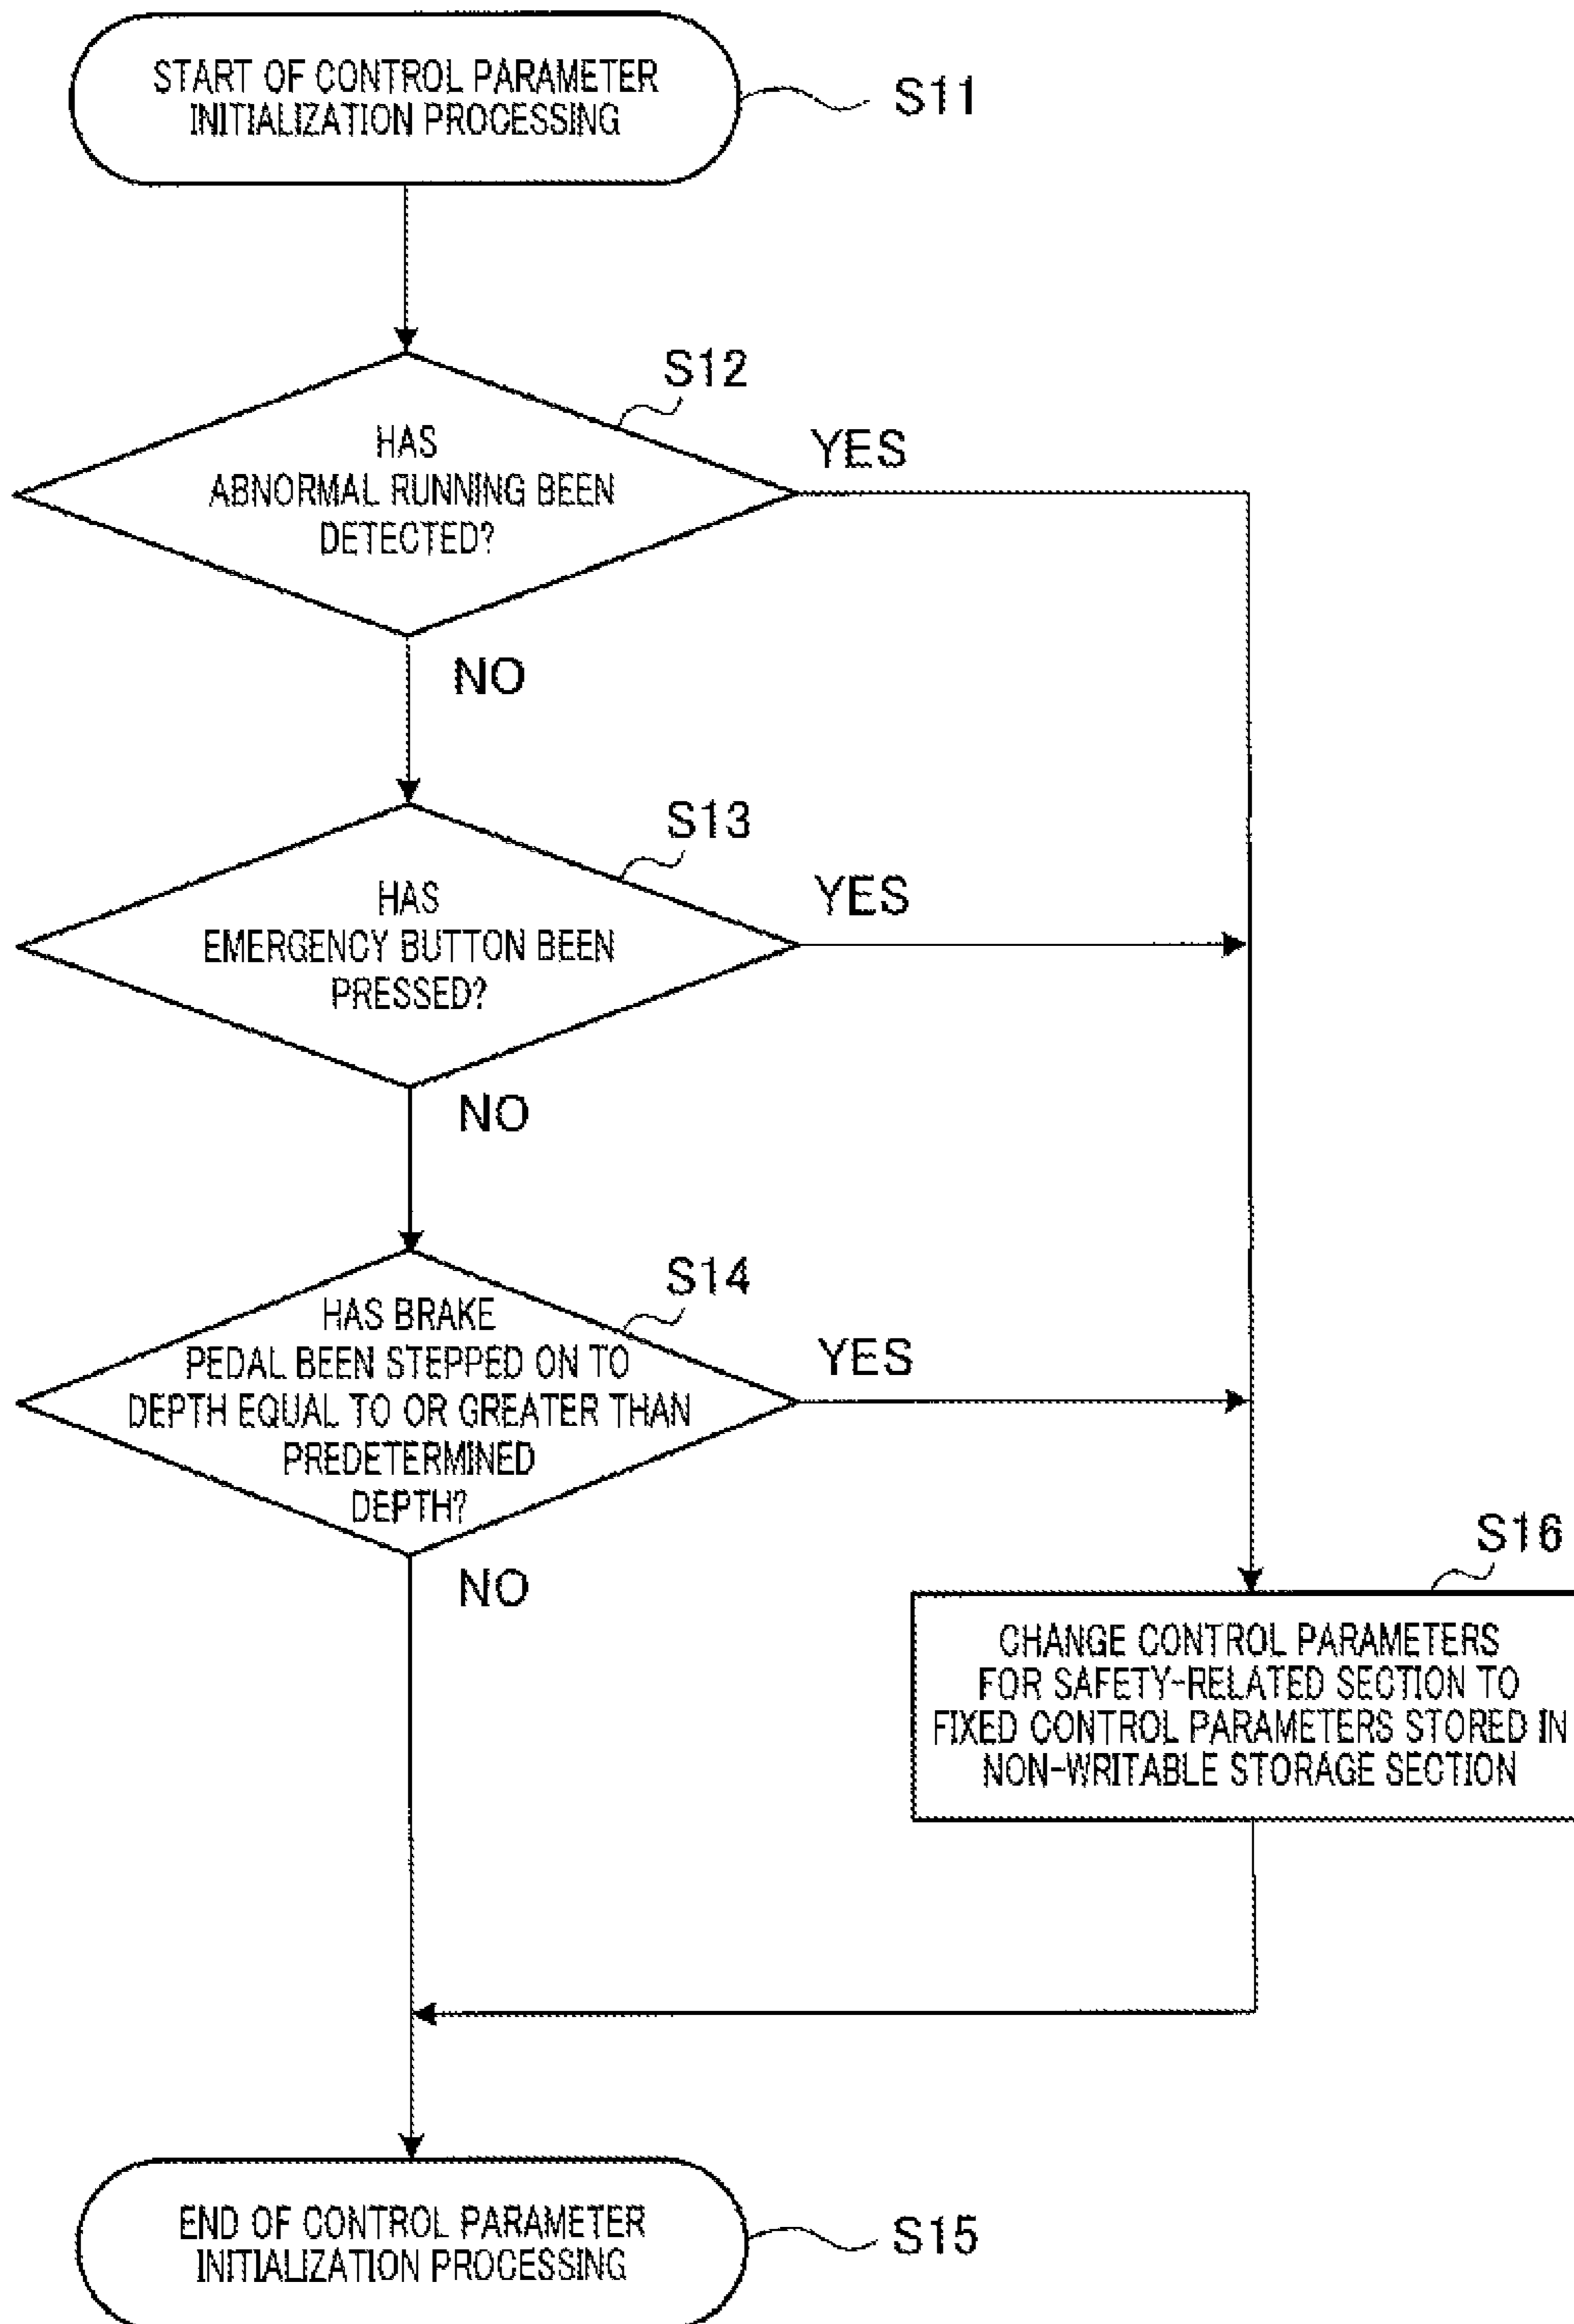 START OF CONTROL PARAMETER
INITIALIZATION PROCESSING
S11
S12
HAS
ABNORMAL RUNNING BEEN
DETECTED?
YES
NO
S13
HAS
EMERGENCY BUTTON BEEN
PRESSED?
YES
NO
S14
HAS BRAKE
PEDAL BEEN STEPPED ON TO
DEPTH EQUAL TO OR GREATER THAN
PREDETERMINED
DEPTH?
YES
NO
S16
CHANGE CONTROL PARAMETERS
FOR SAFETY-RELATED SECTION TO
FIXED CONTROL PARAMETERS STORED IN
NON-WRITABLE STORAGE SECTION
END OF CONTROL PARAMETER
INITIALIZATION PROCESSING
S15